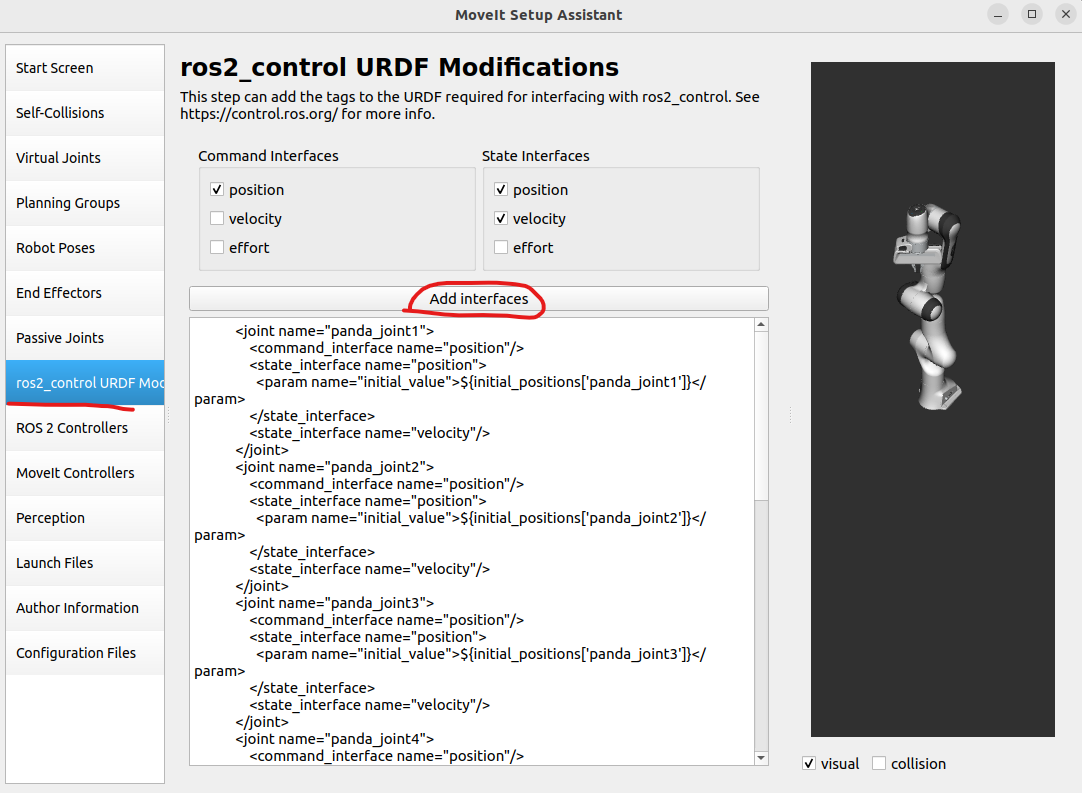 MoveIt Setup Assistant
Start Screen
Self-Collisions
Virtual Joints
Planning Groups
Robot Poses
End Effectors
Passive Joints
ros2_control URDF Mod
ROS 2 Controllers
MoveIt Controllers
Perception
Launch Files
Author Information
Configuration Files
ros2_control URDF Modifications
This step can add the tags to the URDF required for interfacing with ros2_control. See
https://control.ros.org/ for more info.
Command Interfaces
position
velocity
effort
State Interfaces
position
velocity
effort
Add interfaces
<joint name="panda_joint1">
<command_interface name="position"/>
<state_interface name="position">
<param name="initial_value">${initial_positions['panda_joint1']}</
param>
</state_interface>
<state_interface name="velocity"/>
</joint>
<joint name="panda_joint2">
<command_interface name="position"/>
<state_interface name="position">
<param name="initial_value">${initial_positions['panda_joint2']}</
param>
</state_interface>
<state_interface name="velocity"/>
</joint>
<joint name="panda_joint3">
<command_interface name="position"/>
<state_interface name="position">
<param name="initial_value">${initial_positions['panda_joint3']}</
param>
</state_interface>
<state_interface name="velocity"/>
</joint>
<joint name="panda_joint4">
<command_interface name="position"/>
visual
collision